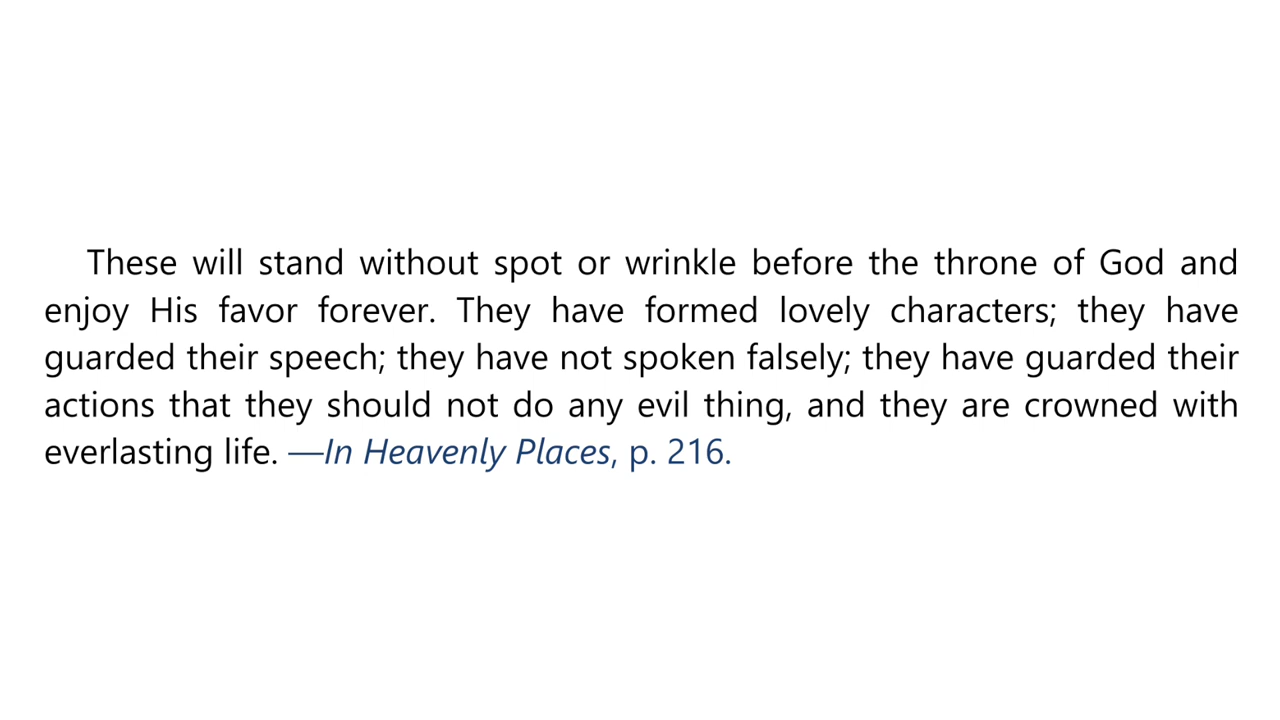 These will stand without spot or wrinkle before the throne of God and
enjoy His favor forever. They have formed lovely characters; they have
guarded their speech; they have not spoken falsely; they have guarded their
actions that they should not do any evil thing, and they are crowned with
everlasting life. —In Heavenly Places, p. 216.